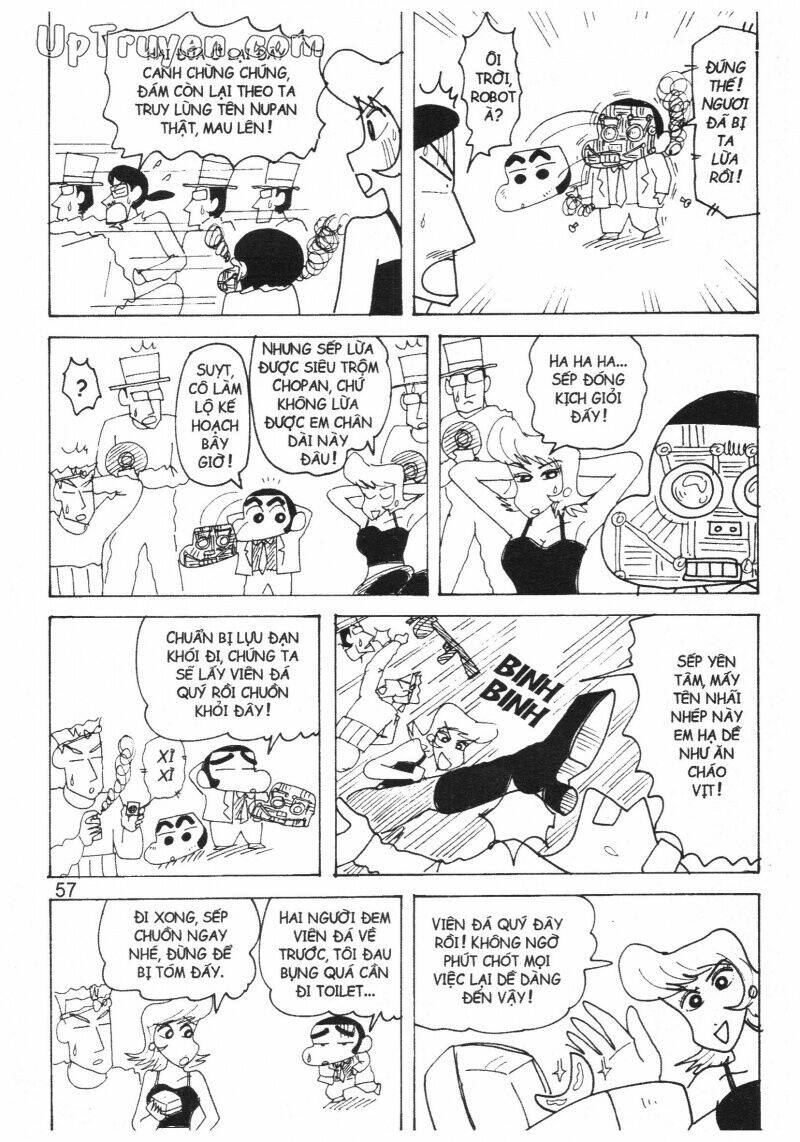 UpTruyen.com
ĐÚNG
THẾ!
NGƯƠI
ĐÃ BỊ
TA
LỪA
RỒI!
ÔI
TRỜI,
ROBOT
À?
HAI ĐỨA Ở LẠI ĐÂY
CANH CHỪNG CHÚNG,
ĐÁM CÒN LẠI THEO TA
TRUY LÙNG TÊN NUPAN
THẬT, MAU LÊN!
HA HA HA...
SẾP ĐÓNG
KỊCH GIỎI
ĐẤY!
NHƯNG SẾP LỪA
ĐƯỢC
SIÊU TRỘM
CHOPAN, CHỨ
KHÔNG LỪA
ĐƯỢC EM CHÂN
DÀI NÀY
ĐÂU!
SUỴT,
CÔ LÀM
LỘ KẾ
HOẠCH
BÂY
GIỜ!
?
SẾP YÊN
TÂM, MẤY
TÊN NHÃI
NHÉP NÀY
EM HẠ DỄ
NHƯ ĂN
CHÁO
VỊT!
BINH
BINH
CHUẨN BỊ LỰU ĐẠN
KHÓI ĐI, CHÚNG TA
SẼ LẤY VIÊN ĐÁ
QUÝ RỒI CHUỒN
KHỎI ĐÂY!
XÌ
XÌ
57
VIÊN ĐÁ QUÝ ĐÂY
RỒI! KHÔNG NGỜ
PHÚT CHÓT MỌI
VIỆC LẠI DỄ DÀNG
ĐẾN VẬY!
HAI NGƯỜI ĐEM
VIÊN ĐÁ VỀ
TRƯỚC, TÔI ĐAU
BỤNG QUÁ CẦN
ĐI TOILET...
ĐI XONG, SẾP
CHUỒN NGAY
NHÉ, ĐỪNG ĐỂ
BỊ TÓM ĐẤY.